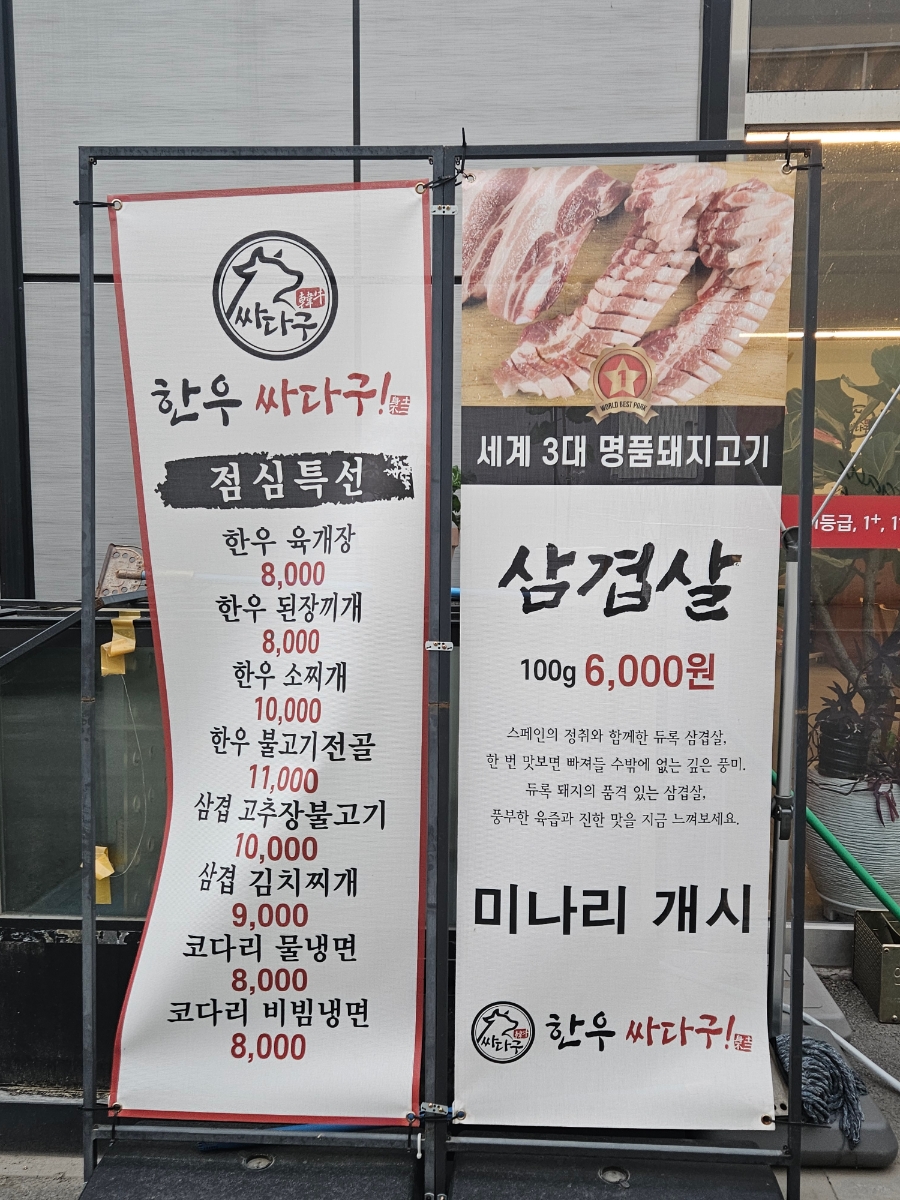 韓牛
싸다구
한우 싸다구!
점심특선
한우 육개장
8,000
한우 된장찌개
8,000
한우 소찌개
10,000
한우 불고기전골
11,000
삼겹 고추장불고기
10,000
삼겹 김치찌개
9,000
코다리 물냉면
8,000
코다리 비빔냉면
8,000
1
WORLD BEST PORK
세계 3대 명품돼지고기
삼겹살
100g 6,000원
스페인의 정취와 함께한 듀록 삼겹살,
한 번 맛보면 빠져들 수밖에 없는 깊은 풍미.
듀록 돼지의 품격 있는 삼겹살,
풍부한 육즙과 진한 맛을 지금 느껴보세요.
미나리 개시
싸다구
한우 싸다구!
등급, 1+, 1